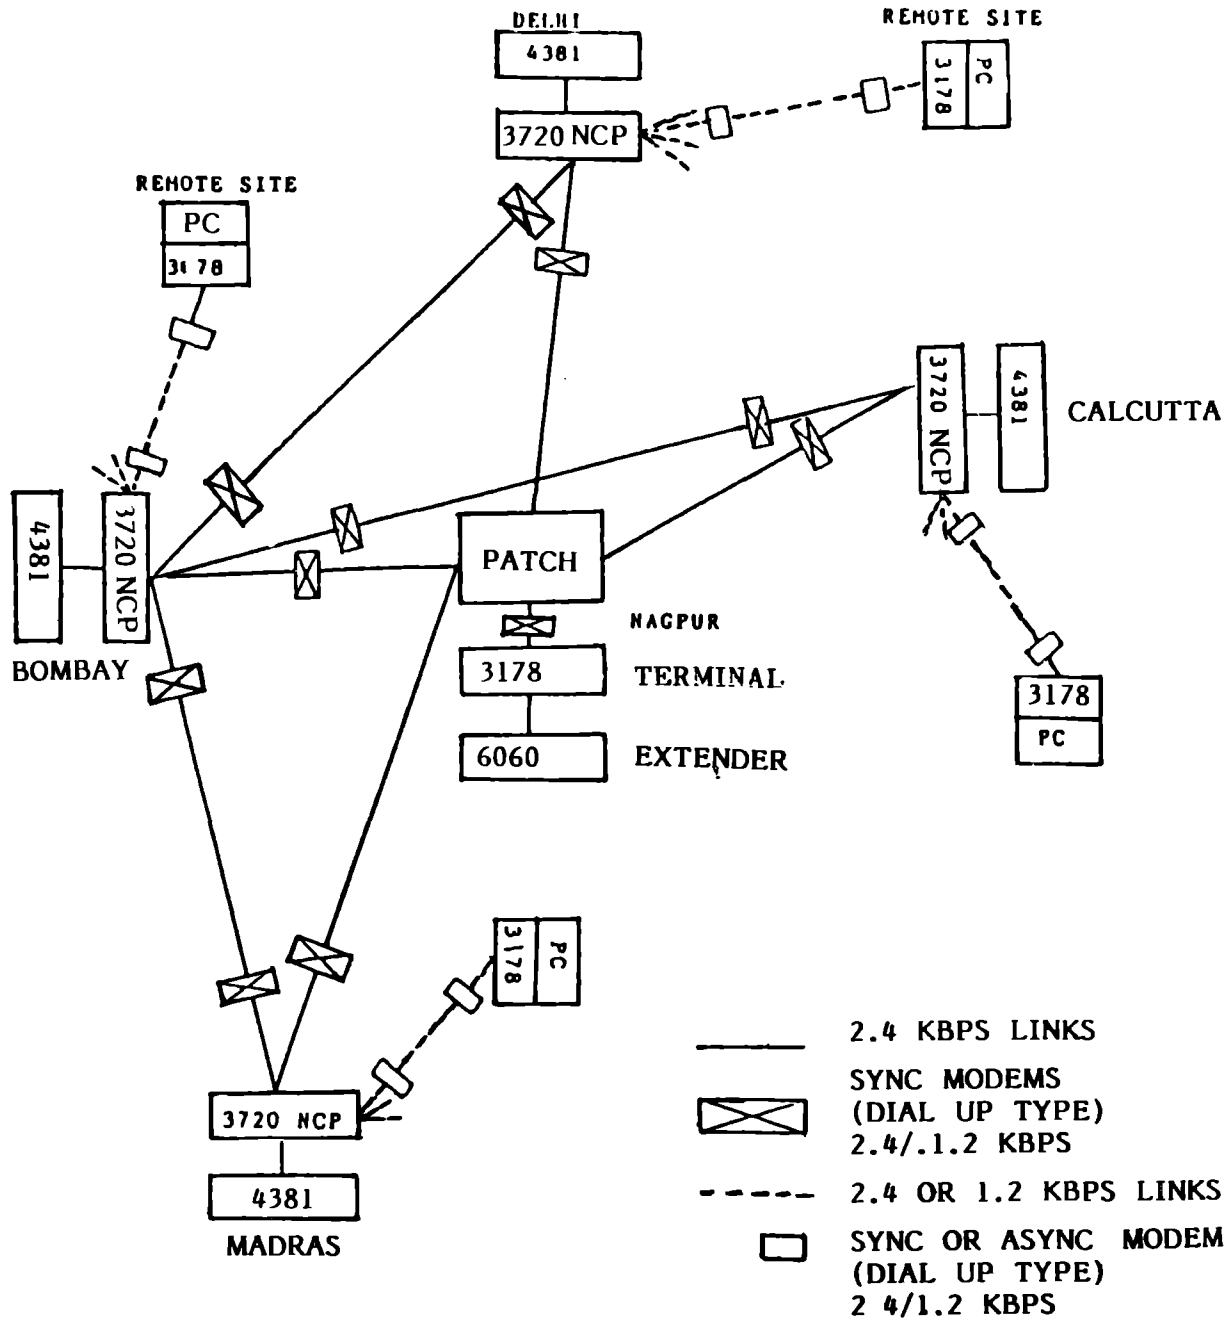 DELHI
4381
3720 NCP
REMOTE SITE
3178
PC
REMOTE SITE
PC
3178
3720 NCP
4381
CALCUTTA
4381
3720 NCP
BOMBAY
PATCH
NAGPUR
3178
TERMINAL
6060
EXTENDER
3178
PC
3178
PC
3720 NCP
4381
MADRAS
2.4 KBPS LINKS
SYNC MODEMS
(DIAL UP TYPE)
2.4/.1.2 KBPS
2.4 OR 1.2 KBPS LINKS
SYNC OR ASYNC MODEM
(DIAL UP TYPE)
2 4/1.2 KBPS